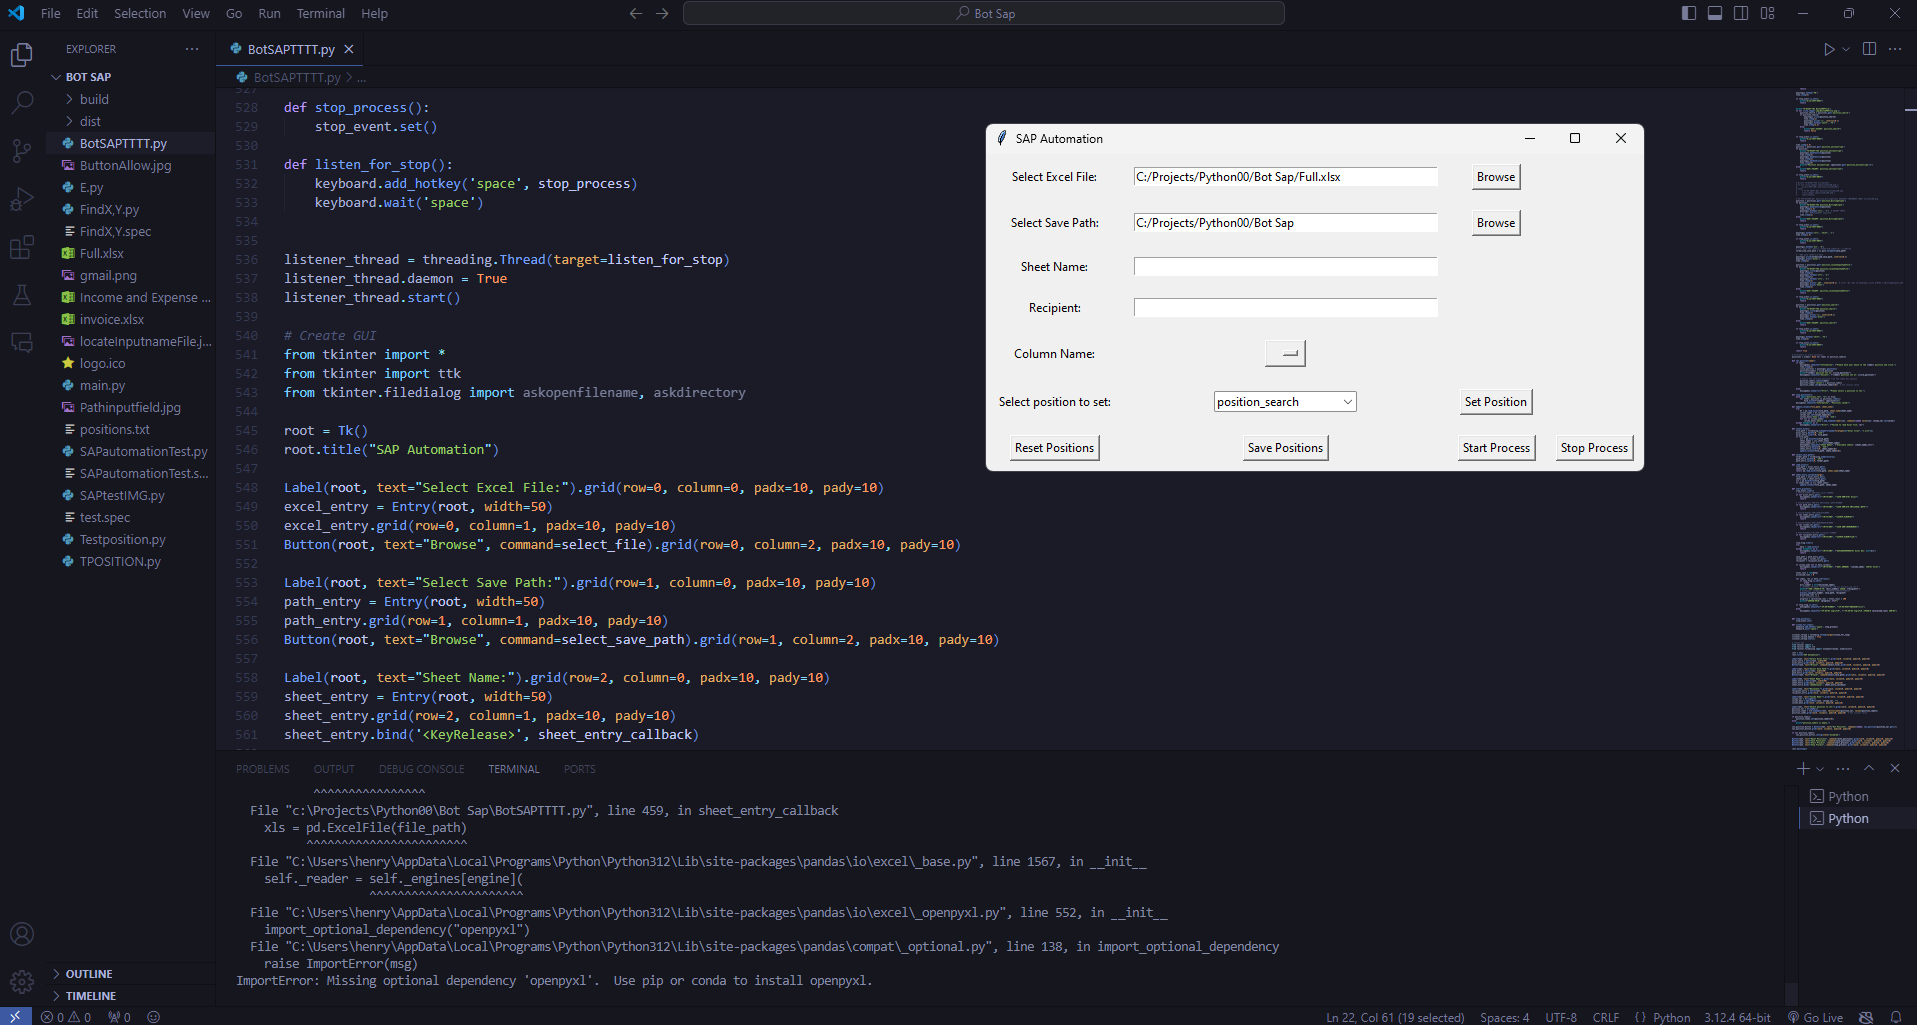 File Edit Selection View Go Run Terminal Help
Bot Sap
EXPLORER
BOT SAP
build
dist
BotSAPTTTT.py
ButtonAllow.jpg
E.py
FindX,Y.py
FindX,Y.spec
Full.xlsx
gmail.png
Income and Expense ...
invoice.xlsx
locateInputnameFile.j...
logo.ico
main.py
Pathinputfield.jpg
positions.txt
SAPautomationTest.py
SAPautomationTest.s...
SAPtestIMG.py
test.spec
Testposition.py
TPOSITION.py
OUTLINE
TIMELINE
BotSAPTTTT.py
BotSAPTTTT.py > ...
527
528 def stop_process():
529 stop_event.set()
530
531 def listen_for_stop():
532 keyboard.add_hotkey('space', stop_process)
533 keyboard.wait('space')
534
535
536 listener_thread = threading.Thread(target=listen_for_stop)
537 listener_thread.daemon = True
538 listener_thread.start()
539
540 # Create GUI
541 from tkinter import *
542 from tkinter import ttk
543 from tkinter.filedialog import askopenfilename, askdirectory
544
545 root = Tk()
546 root.title("SAP Automation")
547
548 Label(root, text="Select Excel File:").grid(row=0, column=0, padx=10, pady=10)
549 excel_entry = Entry(root, width=50)
550 excel_entry.grid(row=0, column=1, padx=10, pady=10)
551 Button(root, text="Browse", command=select_file).grid(row=0, column=2, padx=10, pady=10)
552
553 Label(root, text="Select Save Path:").grid(row=1, column=0, padx=10, pady=10)
554 path_entry = Entry(root, width=50)
555 path_entry.grid(row=1, column=1, padx=10, pady=10)
556 Button(root, text="Browse", command=select_save_path).grid(row=1, column=2, padx=10, pady=10)
557
558 Label(root, text="Sheet Name:").grid(row=2, column=0, padx=10, pady=10)
559 sheet_entry = Entry(root, width=50)
560 sheet_entry.grid(row=2, column=1, padx=10, pady=10)
561 sheet_entry.bind('<KeyRelease>', sheet_entry_callback)
SAP Automation
Select Excel File: C:/Projects/Python00/Bot Sap/Full.xlsx Browse
Select Save Path: C:/Projects/Python00/Bot Sap Browse
Sheet Name:
Recipient:
Column Name:
Select position to set: position_search Set Position
Reset Positions Save Positions Start Process Stop Process
PROBLEMS OUTPUT DEBUG CONSOLE TERMINAL PORTS
^^^^^^^^^^^^^^^^
File "c:\Projects\Python00\Bot Sap\BotSAPTTTT.py", line 459, in sheet_entry_callback
xls = pd.ExcelFile(file_path)
^^^^^^^^^^^^^^^^^^^^^^^
File "C:\Users\henry\AppData\Local\Programs\Python\Python312\Lib\site-packages\pandas\io\excel\_base.py", line 1567, in __init__
self._reader = self._engines[engine](
^^^^^^^^^^^^^^^^^^^^^^
File "C:\Users\henry\AppData\Local\Programs\Python\Python312\Lib\site-packages\pandas\io\excel\_openpyxl.py", line 552, in __init__
import_optional_dependency("openpyxl")
File "C:\Users\henry\AppData\Local\Programs\Python\Python312\Lib\site-packages\pandas\compat\_optional.py", line 138, in import_optional_dependency
raise ImportError(msg)
ImportError: Missing optional dependency 'openpyxl'.  Use pip or conda to install openpyxl.
Python
Python
0 0 0
Ln 22, Col 61 (19 selected) Spaces: 4 UTF-8 CRLF {} Python 3.12.4 64-bit Go Live